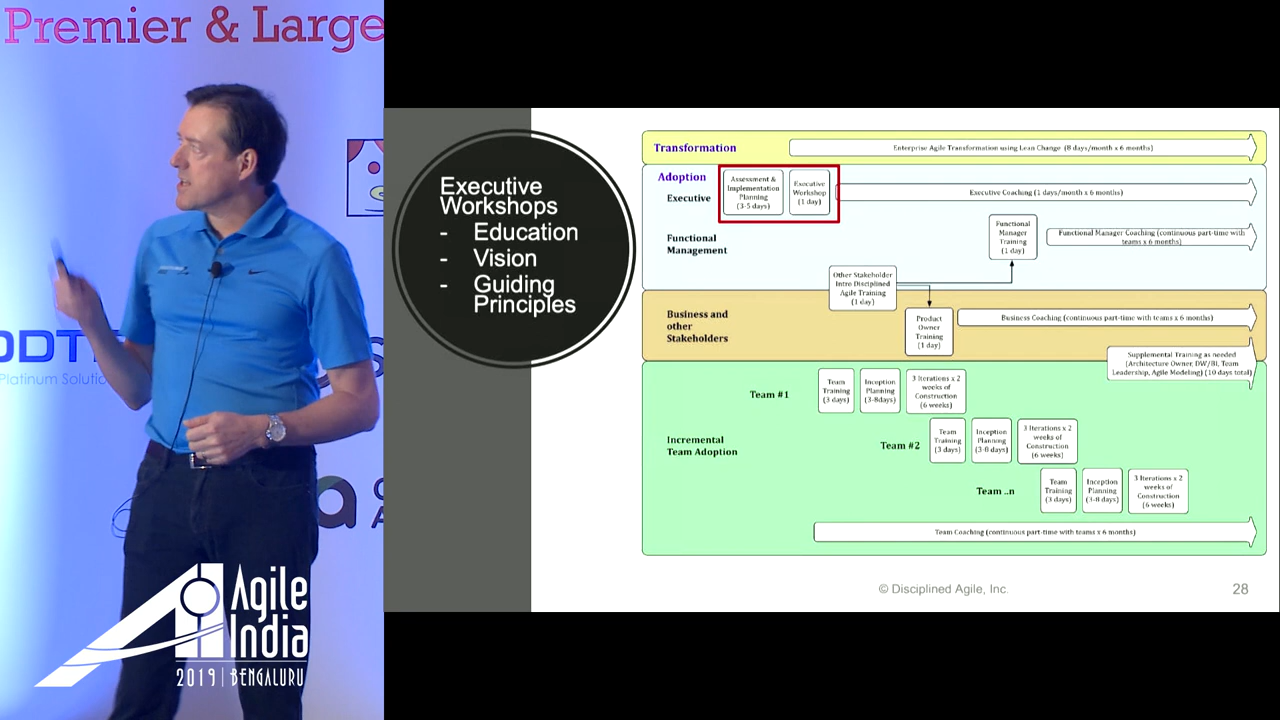 Premier & Large
ODT
Platinum Solutio
Agile
India
2019 | BENGALURU
Executive
Workshops
- Education
- Vision
- Guiding
Principles
Transformation
Enterprise Agile Transformation using Lean Change (8 days/month x 6 months)
Adoption
Executive
Assessment &
Implementation
Planning
(3-5 days)
Executive
Workshop
(1 day)
Executive Coaching (1 days/month x 6 months)
Functional
Management
Functional
Manager
Training
(1 day)
Functional Manager Coaching (continuous part-time with
teams x 6 months)
Other Stakeholder
Intro Disciplined
Agile Training
(1 day)
Business and
other
Stakeholders
Product
Owner
Training
(1 day)
Business Coaching (continuous part-time with teams x 6 months)
Supplemental Training as needed
(Architecture Owner, DW/BI, Team
Leadership, Agile Modeling) (10 days total)
Incremental
Team Adoption
Team #1
Team
Training
(3 days)
Inception
Planning
(3-8days)
3 Iterations x 2
weeks of
Construction
(6 weeks)
Team #2
Team
Training
(3 days)
Inception
Planning
(3-8 days)
3 Iterations x 2
weeks of
Construction
(6 weeks)
Team ..n
Team
Training
(3 days)
Inception
Planning
(3-8 days)
3 Iterations x 2
weeks of
Construction
(6 weeks)
Team Coaching (continuous part-time with teams x 6 months)
© Disciplined Agile, Inc.
28